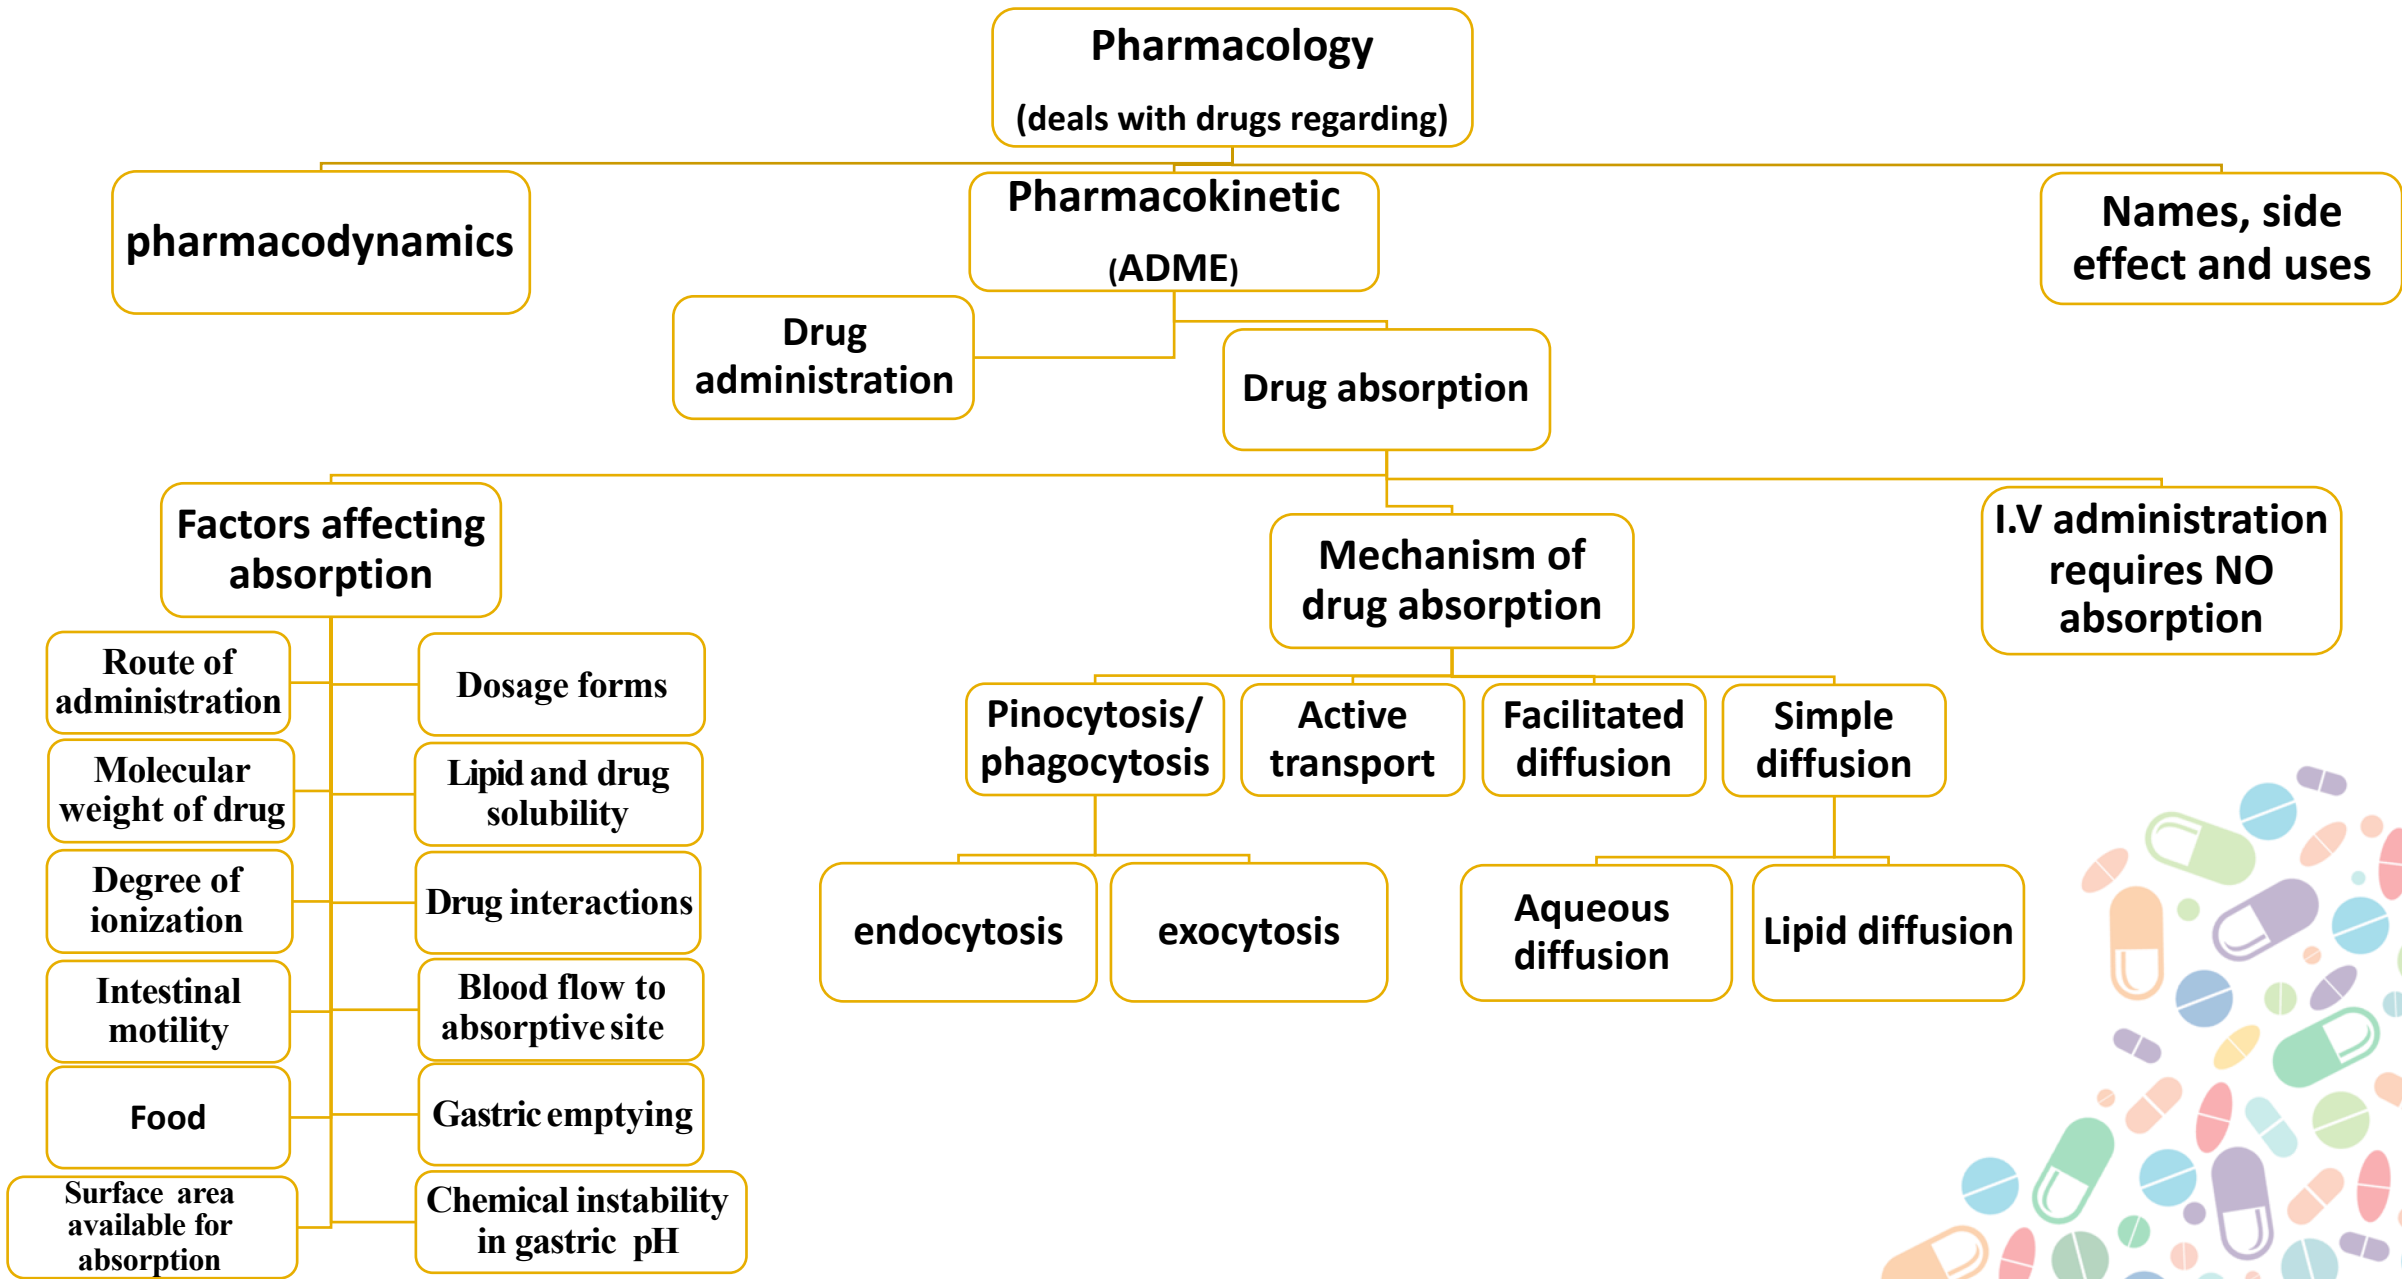 Pharmacology
(deals with drugs regarding)
pharmacodynamics
Pharmacokinetic
(ADME)
Names, side
effect and uses
Drug
administration
Drug absorption
Factors affecting
absorption
Mechanism of
drug absorption
I.V administration
requires NO
absorption
Route of
administration
Dosage forms
Molecular
weight of drug
Lipid and drug
solubility
Degree of
ionization
Drug interactions
Intestinal
motility
Blood flow to
absorptive site
Food
Gastric emptying
Surface area
available for
absorption
Chemical instability
in gastric pH
Pinocytosis/
phagocytosis
Active
transport
Facilitated
diffusion
Simple
diffusion
endocytosis
exocytosis
Aqueous
diffusion
Lipid diffusion